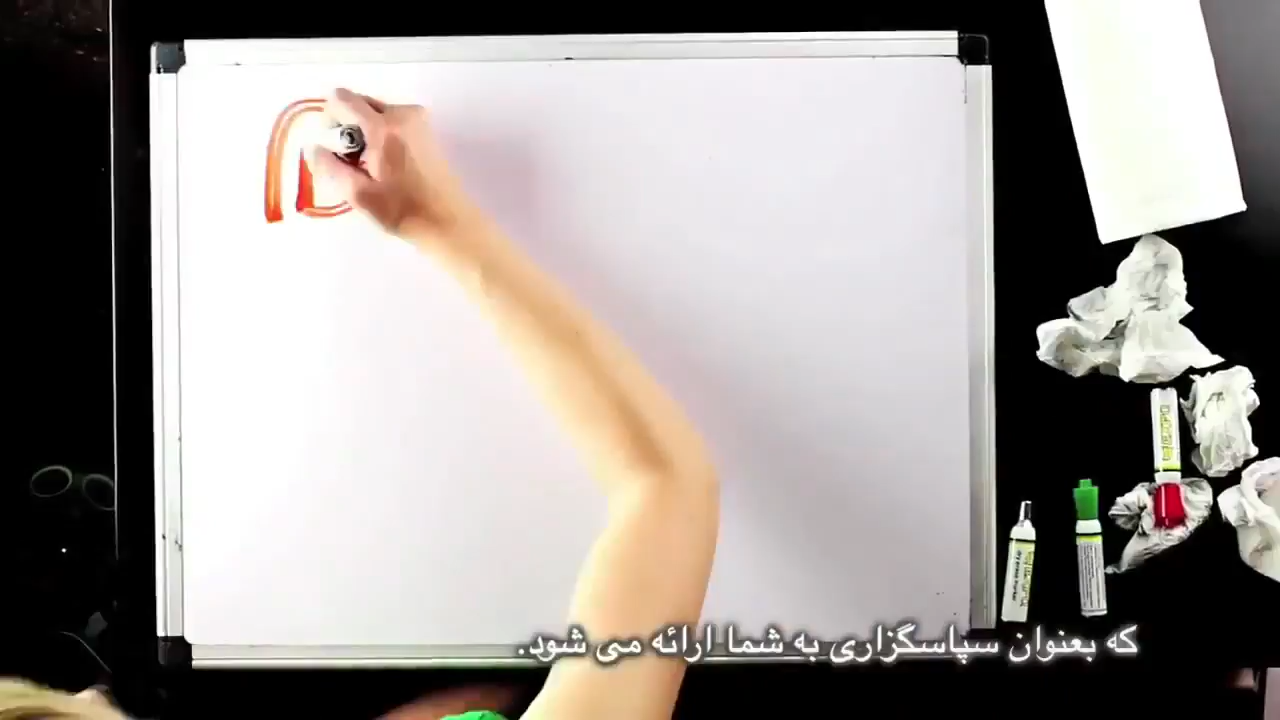 که بعنوان سپاسگزاری به شما ارائه می شود.